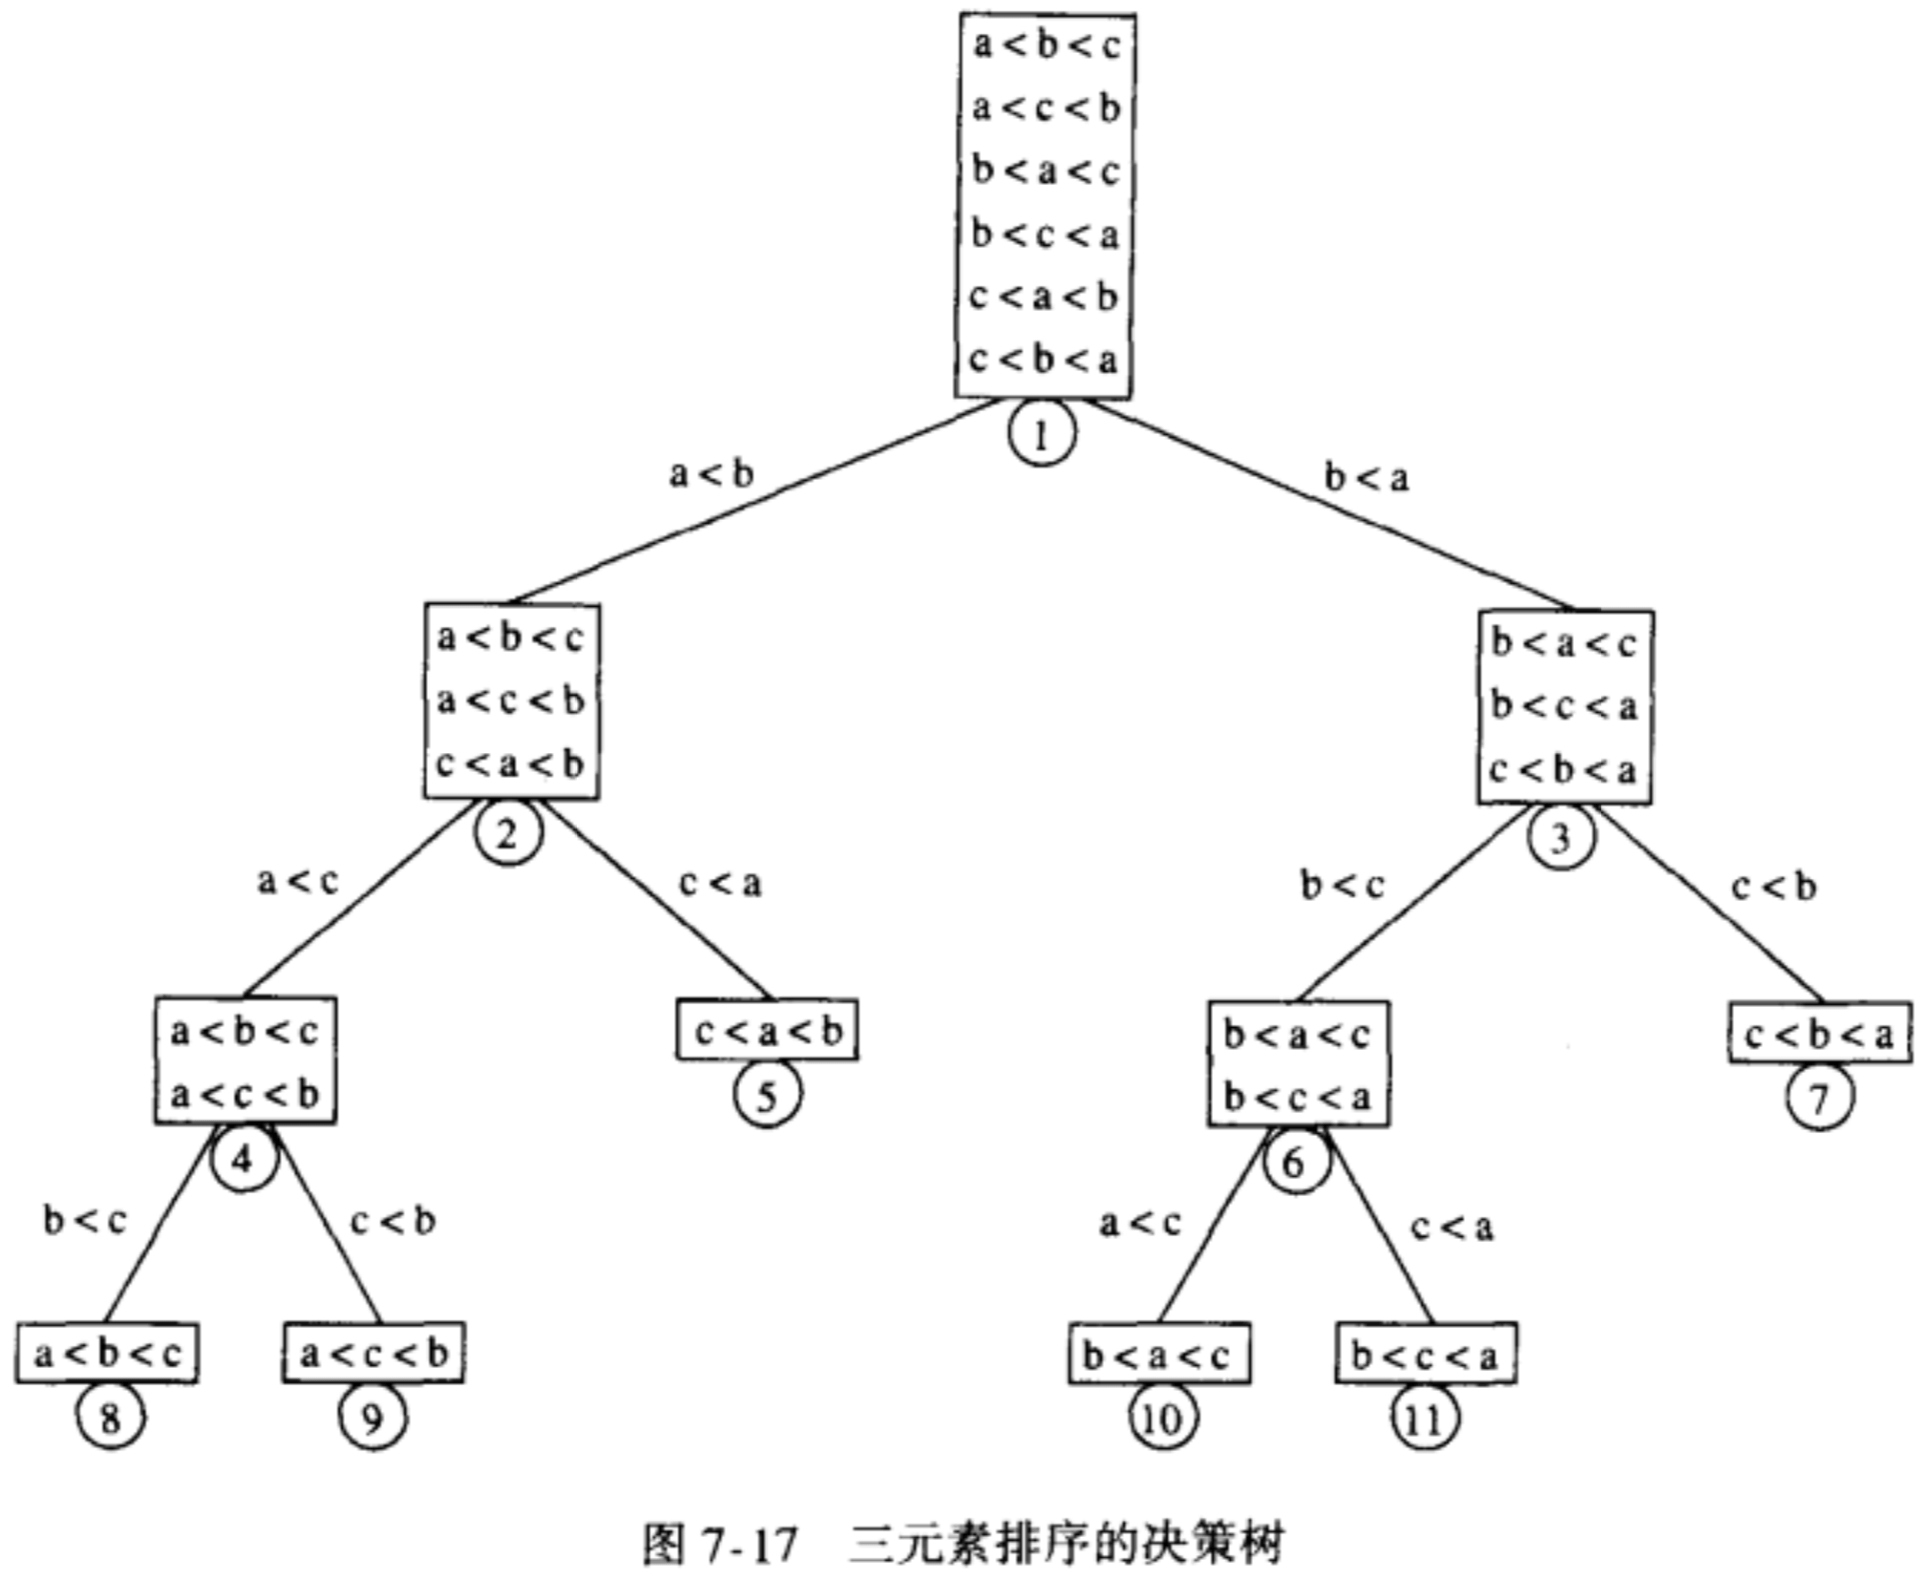 a < b < c
a < c < b
b < a < c
b < c < a
c < a < b
c < b < a
1
a < b
b < a
a < b < c
a < c < b
c < a < b
2
b < a < c
b < c < a
c < b < a
3
a < c
c < a
b < c
c < b
a < b < c
a < c < b
4
c < a < b
5
b < a < c
b < c < a
6
c < b < a
7
b < c
c < b
a < c
c < a
a < b < c
8
a < c < b
9
b < a < c
10
b < c < a
11
图 7-17 三元素排序的决策树